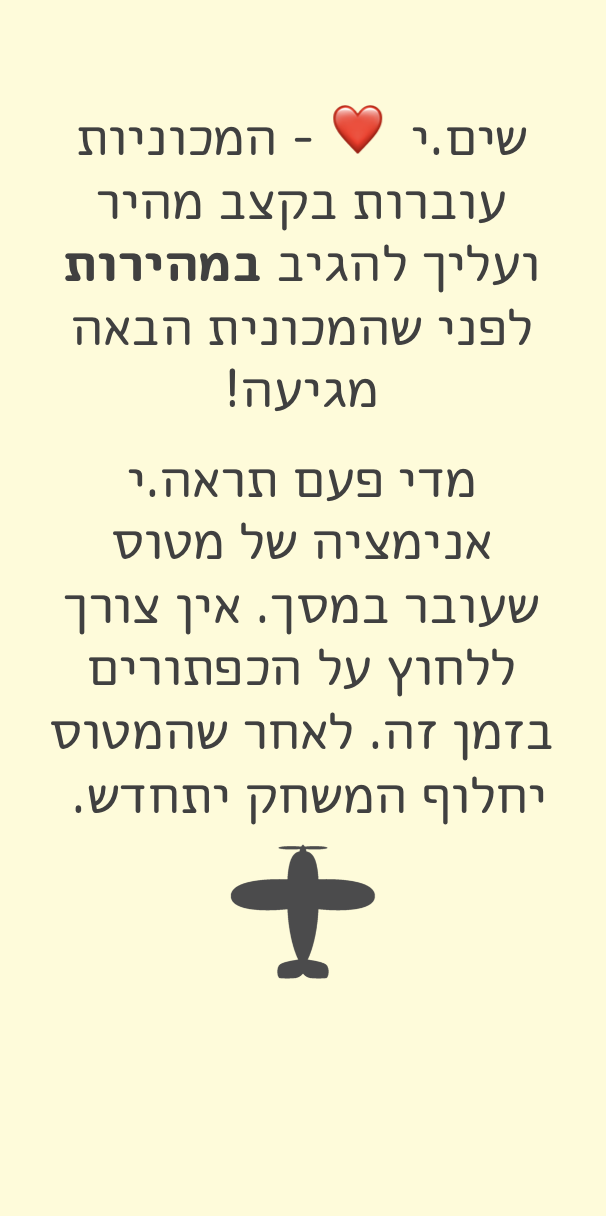 שים.י ❤️ - המכוניות
עוברות בקצב מהיר
ועליך להגיב במהירות
לפני שהמכונית הבאה
מגיעה!
מדי פעם תראה.י
אנימציה של מטוס
שעובר במסך. אין צורך
ללחוץ על הכפתורים
בזמן זה. לאחר שהמטוס
יחלוף המשחק יתחדש.